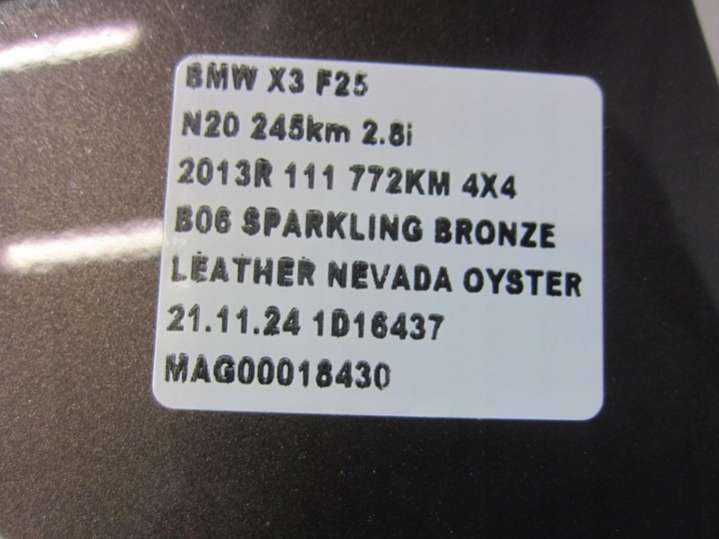 BMW X3 F25
N20 245km 2.8i
2013R 111 772KM 4X4
B06 SPARKLING BRONZE
LEATHER NEVADA OYSTER
21.11.24 1D16437
MAG00018430